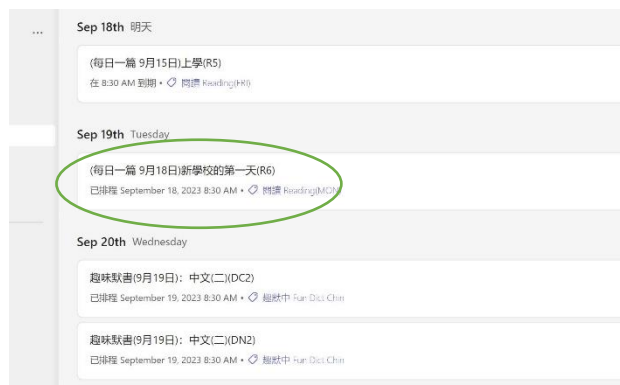 Sep 18th 明天
(每日一篇 9月15日)上學(R5)
在 8:30 AM 到期 • 閱讀 Reading(FRI)
Sep 19th Tuesday
(每日一篇 9月18日)新學校的第一天(R6)
已排程 September 18, 2023 8:30 AM • 閱讀 Reading(MON)
Sep 20th Wednesday
趣味默書(9月19日)：中文(二)(DC2)
已排程 September 19, 2023 8:30 AM • 趣默中 Fun Dict Chin
趣味默書(9月19日)：中文(二)(DN2)
已排程 September 19, 2023 8:30 AM • 趣默中 Fun Dict Chin